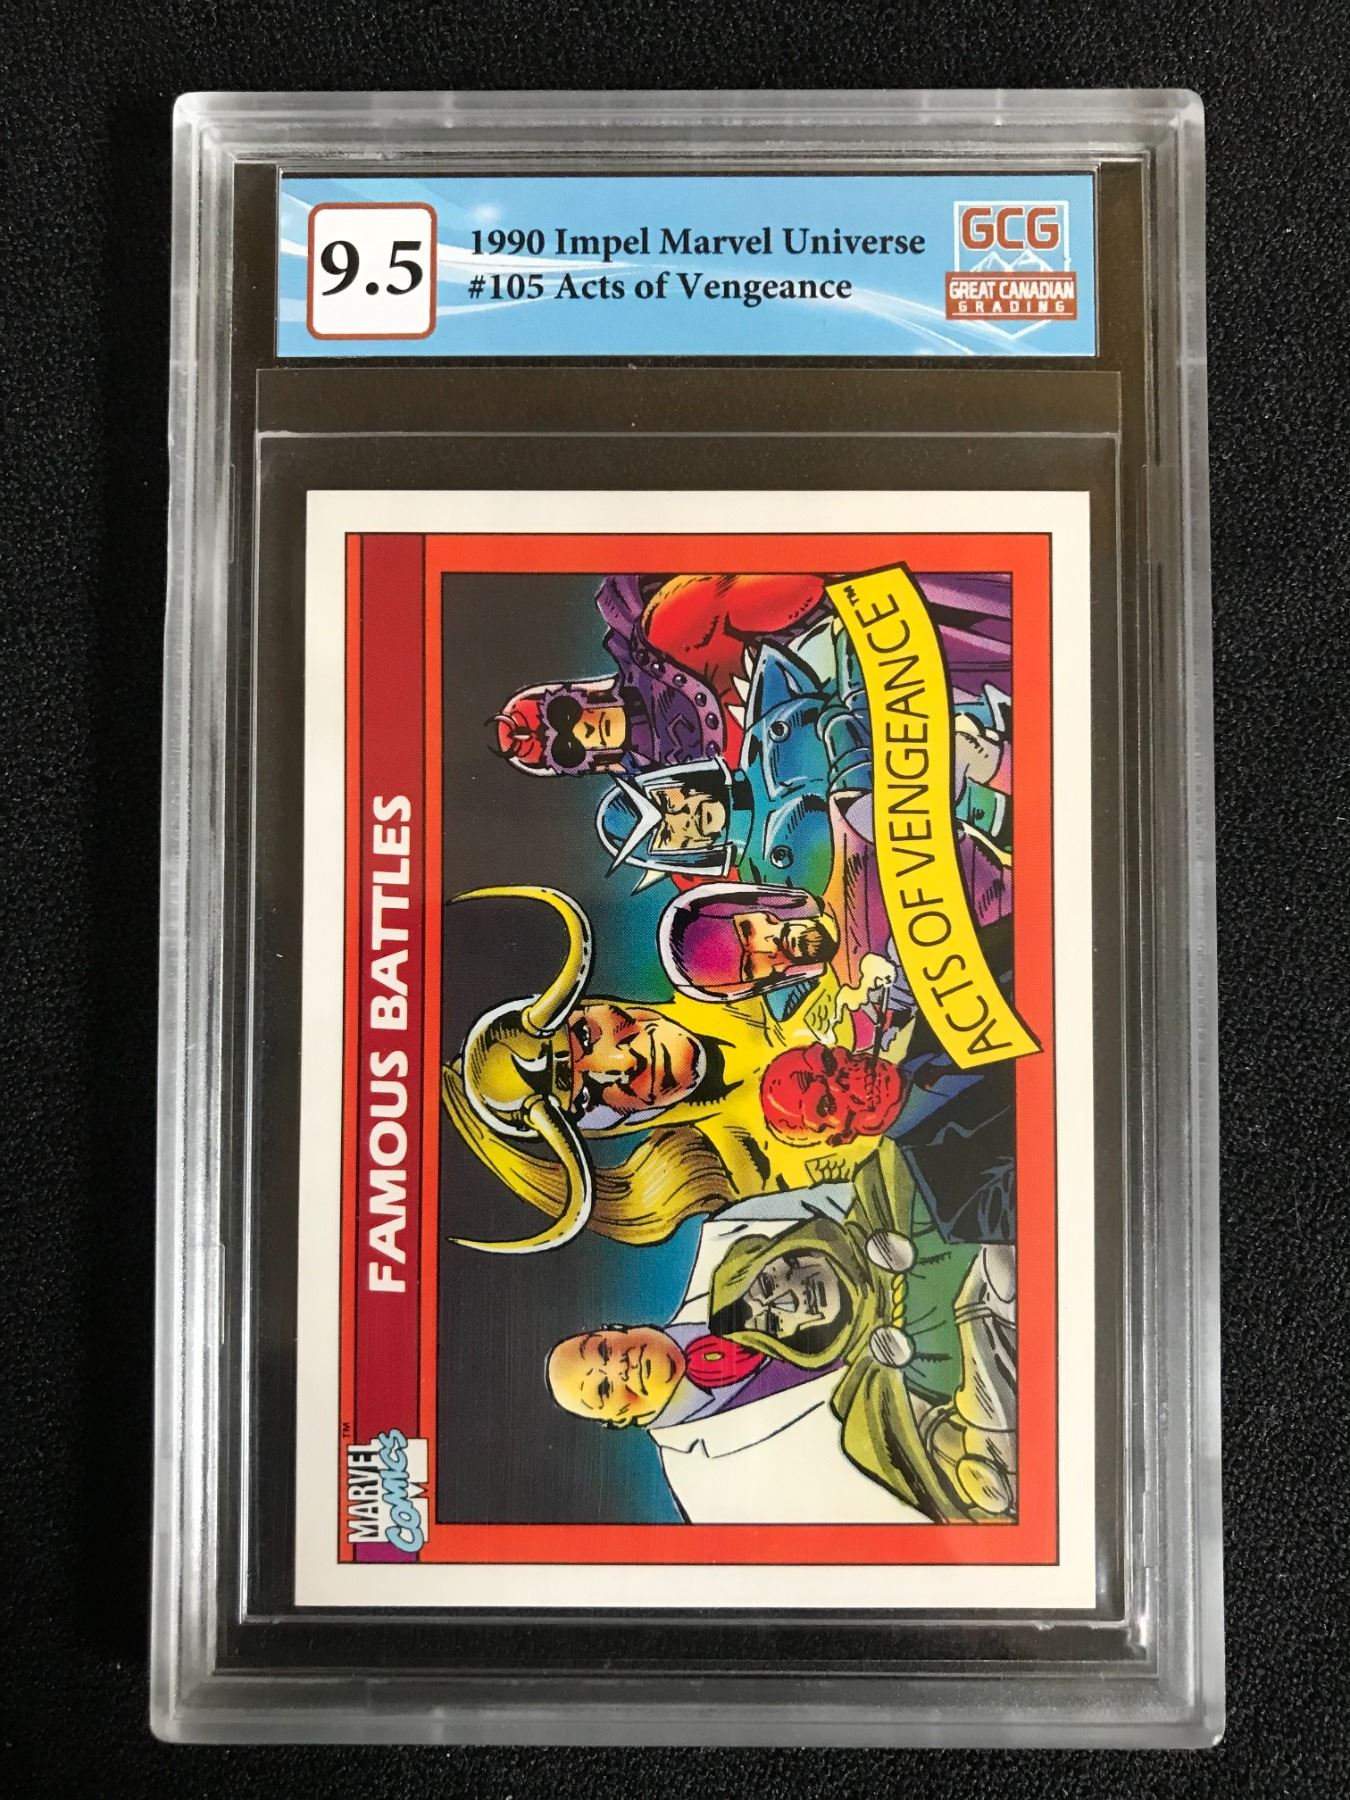 9.5
1990 Impel Marvel Universe
#105 Acts of Vengeance
GCG
GREAT CANADIAN
GRADING
FAMOUS BATTLES
ACTS OF VENGEANCE™
MARVEL™
COMICS